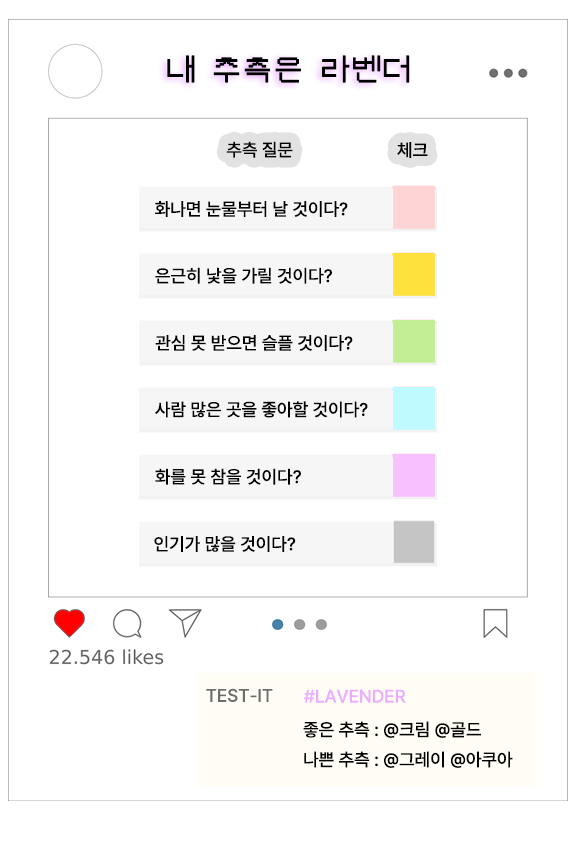 내 추측은 라벤더
추측 질문 체크
화나면 눈물부터 날 것이다?
은근히 낯을 가릴 것이다?
관심 못 받으면 슬플 것이다?
사람 많은 곳을 좋아할 것이다?
화를 못 참을 것이다?
인기가 많을 것이다?
22.546 likes
TEST-IT #LAVENDER
좋은 추측 : @크림 @골드
나쁜 추측 : @그레이 @아쿠아